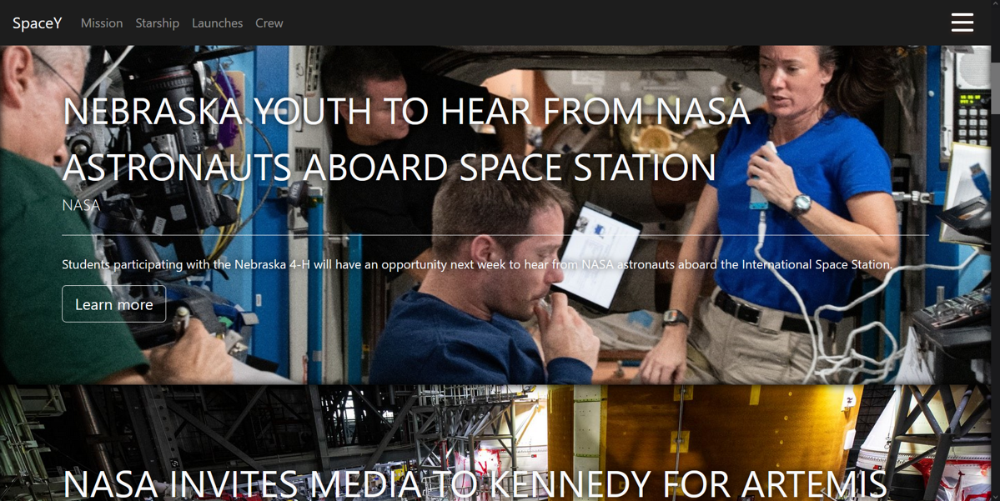 SpaceY Mission Starship Launches Crew
NEBRASKA YOUTH TO HEAR FROM NASA
ASTRONAUTS ABOARD SPACE STATION
NASA
Students participating with the Nebraska 4-H will have an opportunity next week to hear from NASA astronauts aboard the International Space Station.
Learn more
NASA INVITES MEDIA TO KENNEDY FOR ARTEMIS